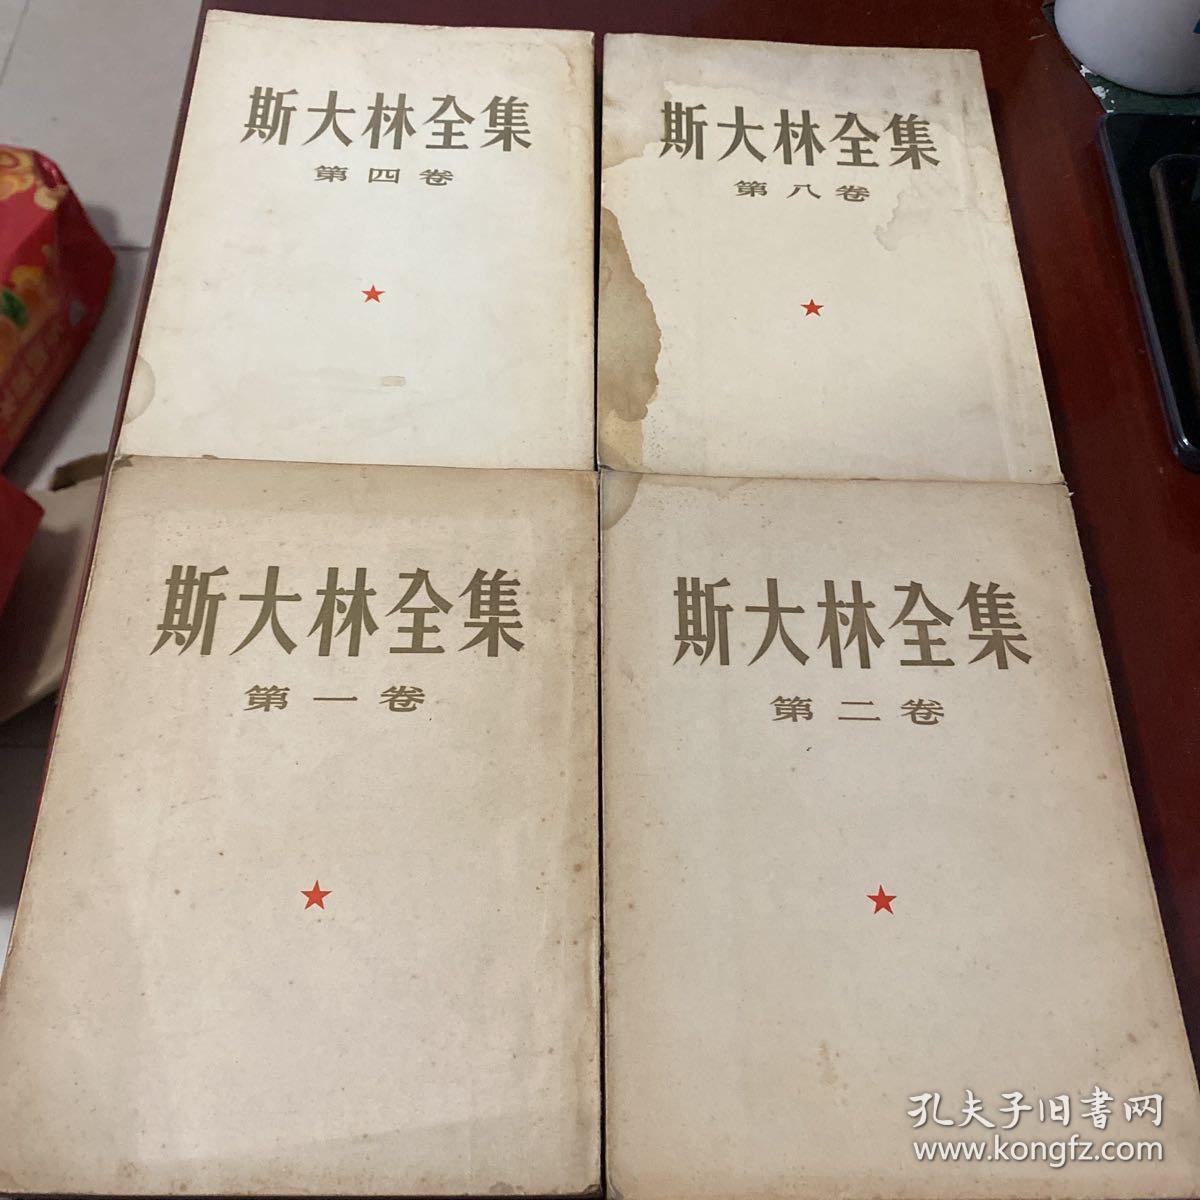 斯大林全集
第四卷
斯大林全集
第八卷
斯大林全集
第一卷
斯大林全集
第二卷
孔夫子旧書网
www.kongfz.com